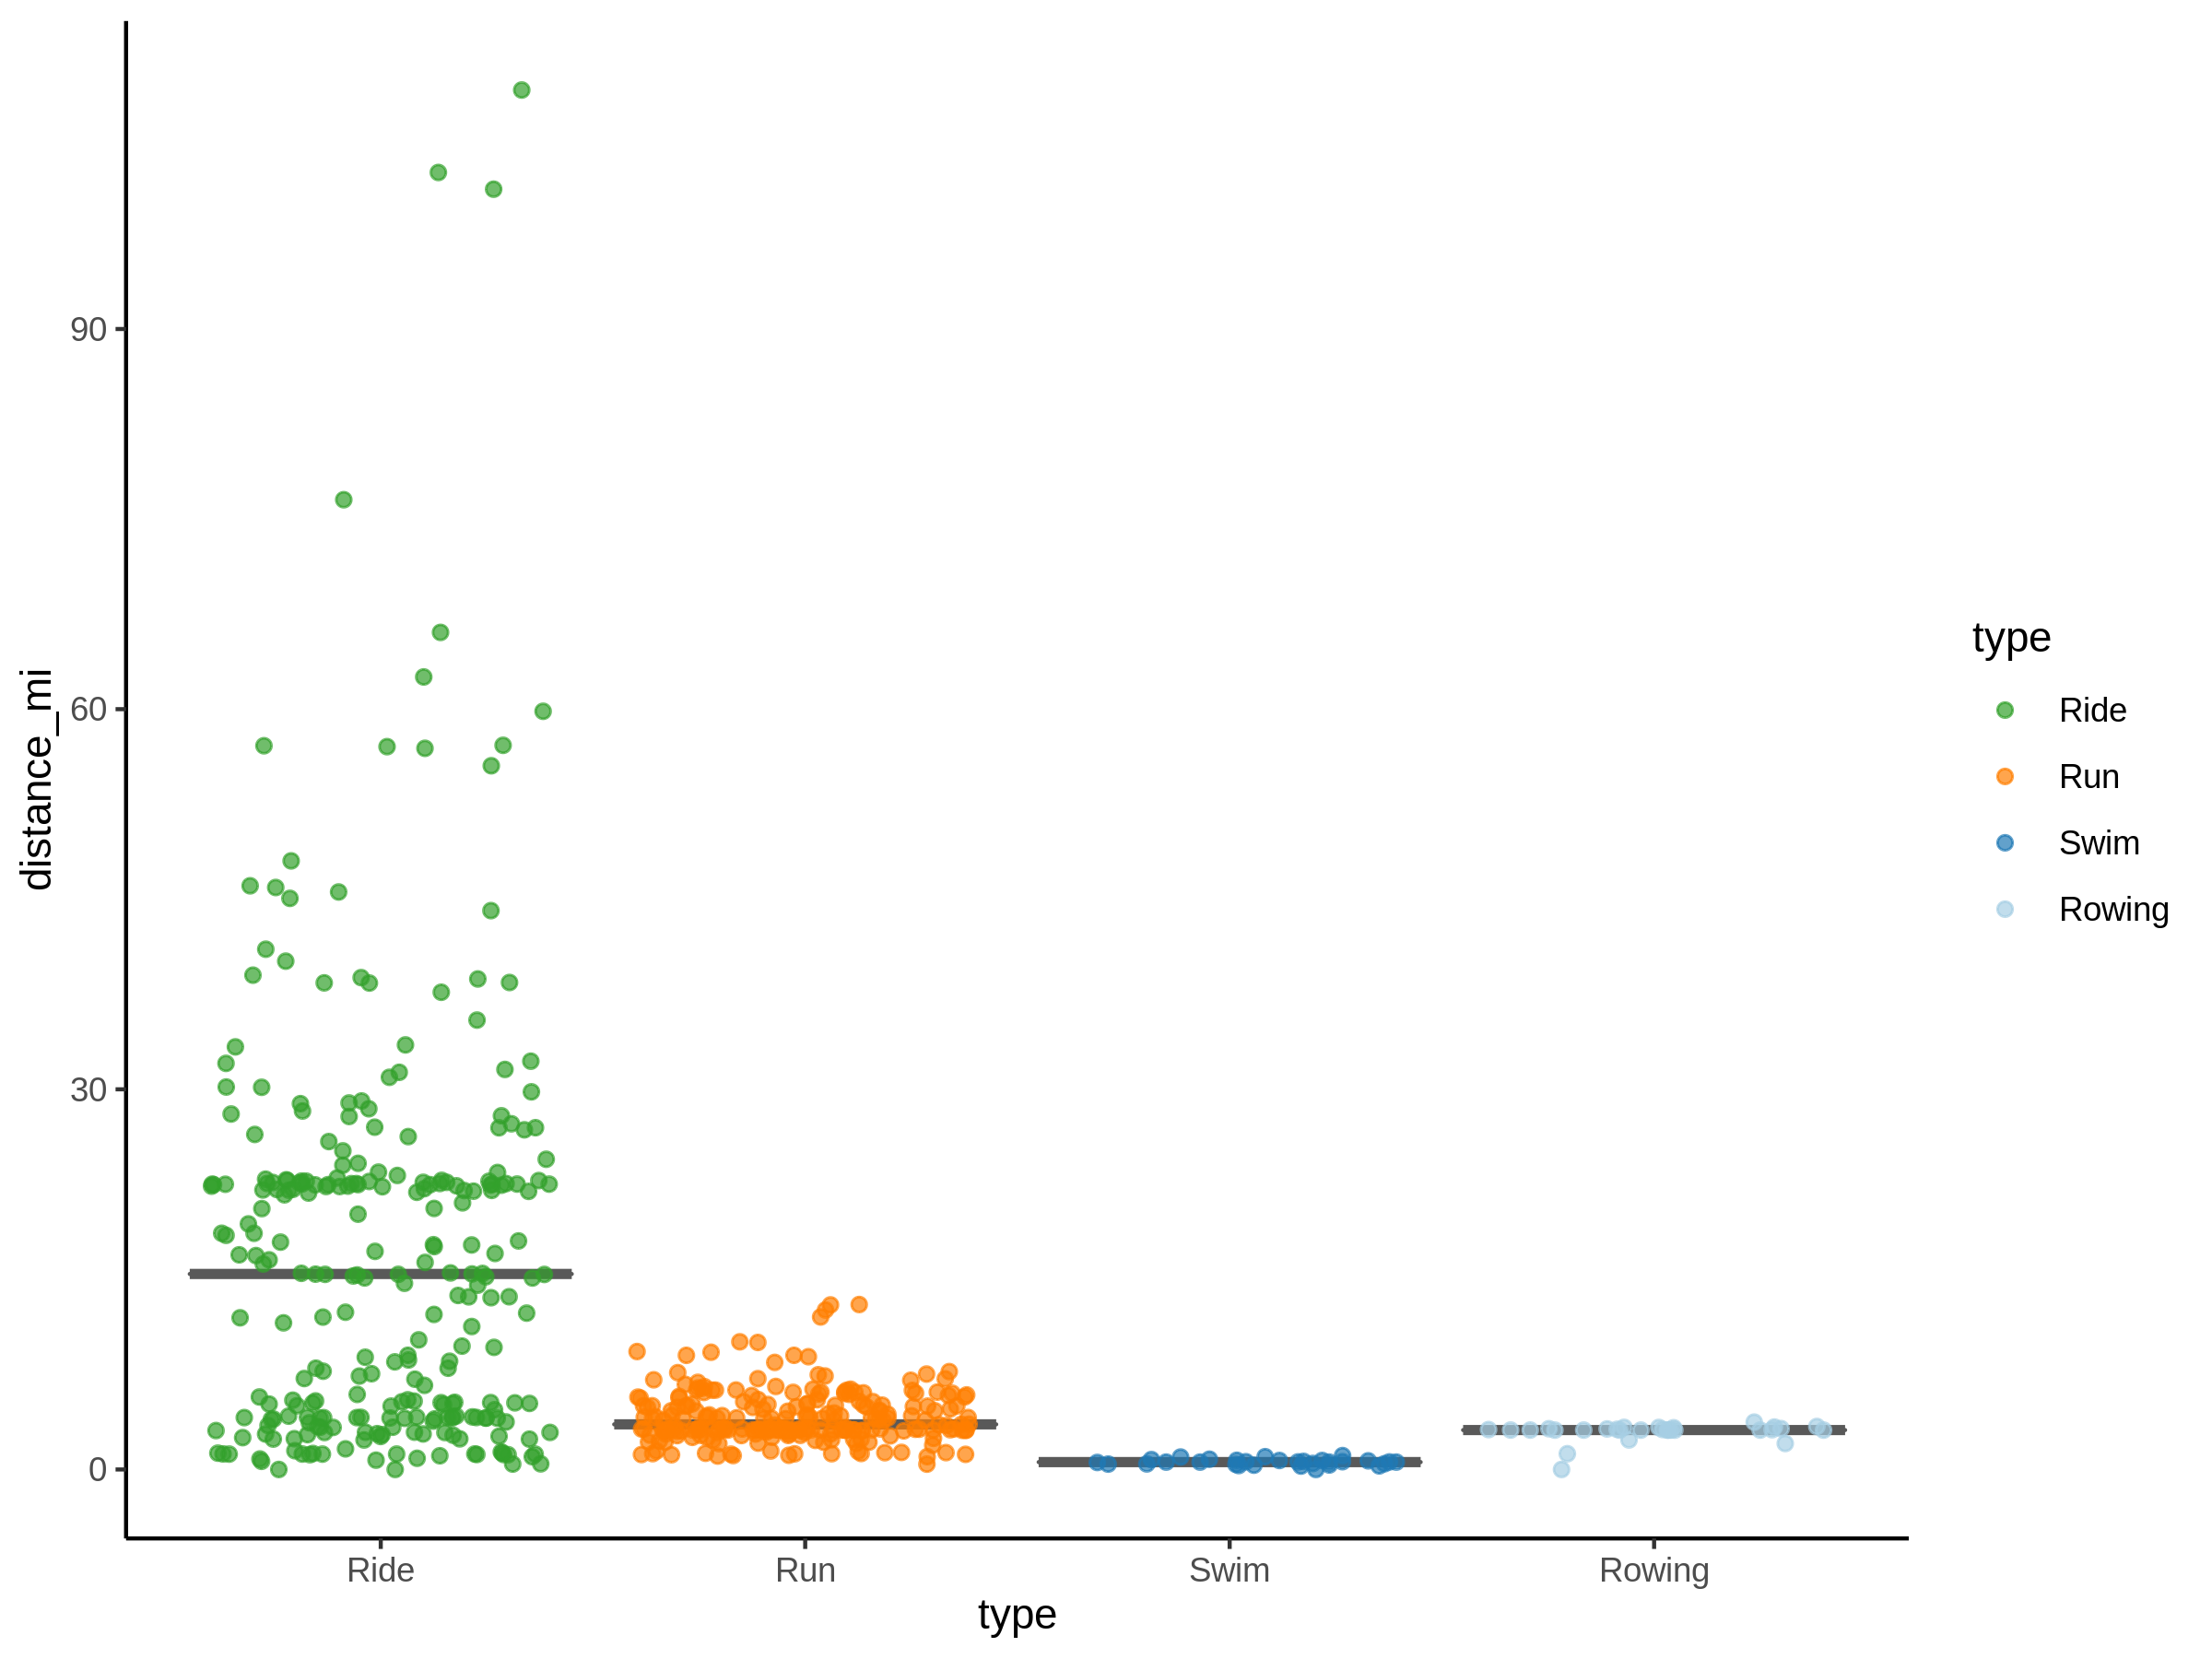 distance_mi
90
60
30
0
Ride
Run
Swim
Rowing
type
type
Ride
Run
Swim
Rowing